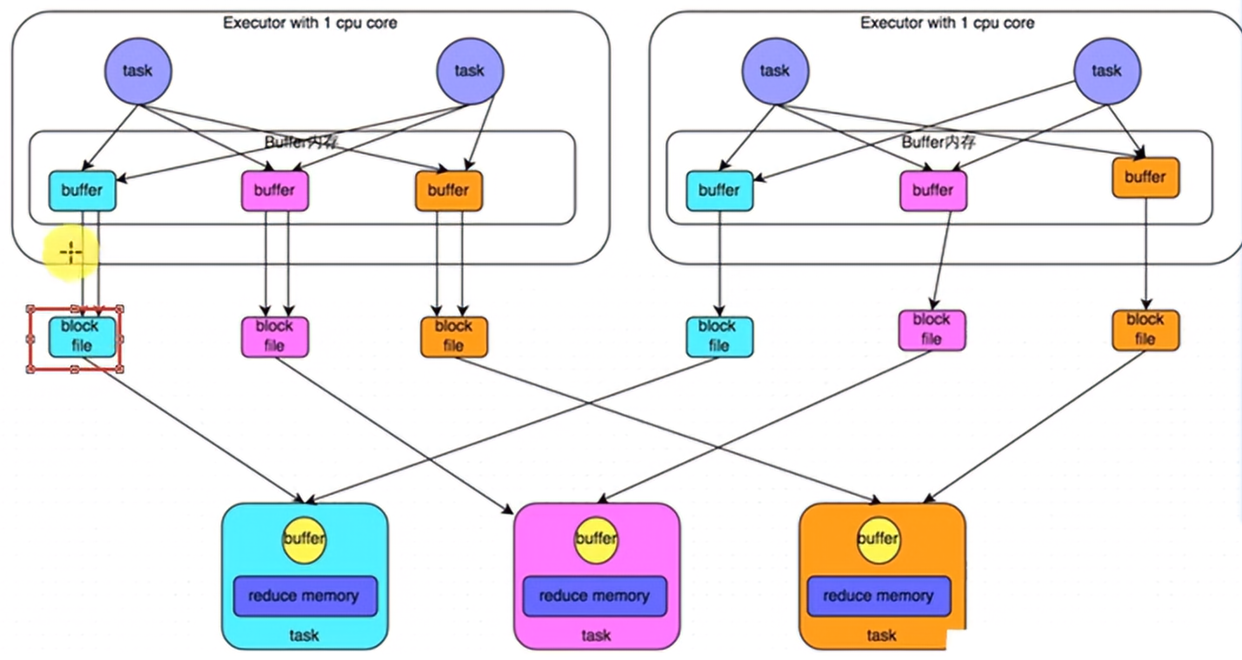 Executor with 1 cpu core
Executor with 1 cpu core
task
task
task
task
Buffer内存
Buffer内存
buffer
buffer
buffer
buffer
buffer
buffer
block
file
block
file
block
file
block
file
block
file
block
file
buffer
buffer
buffer
reduce memory
reduce memory
reduce memory
task
task
task